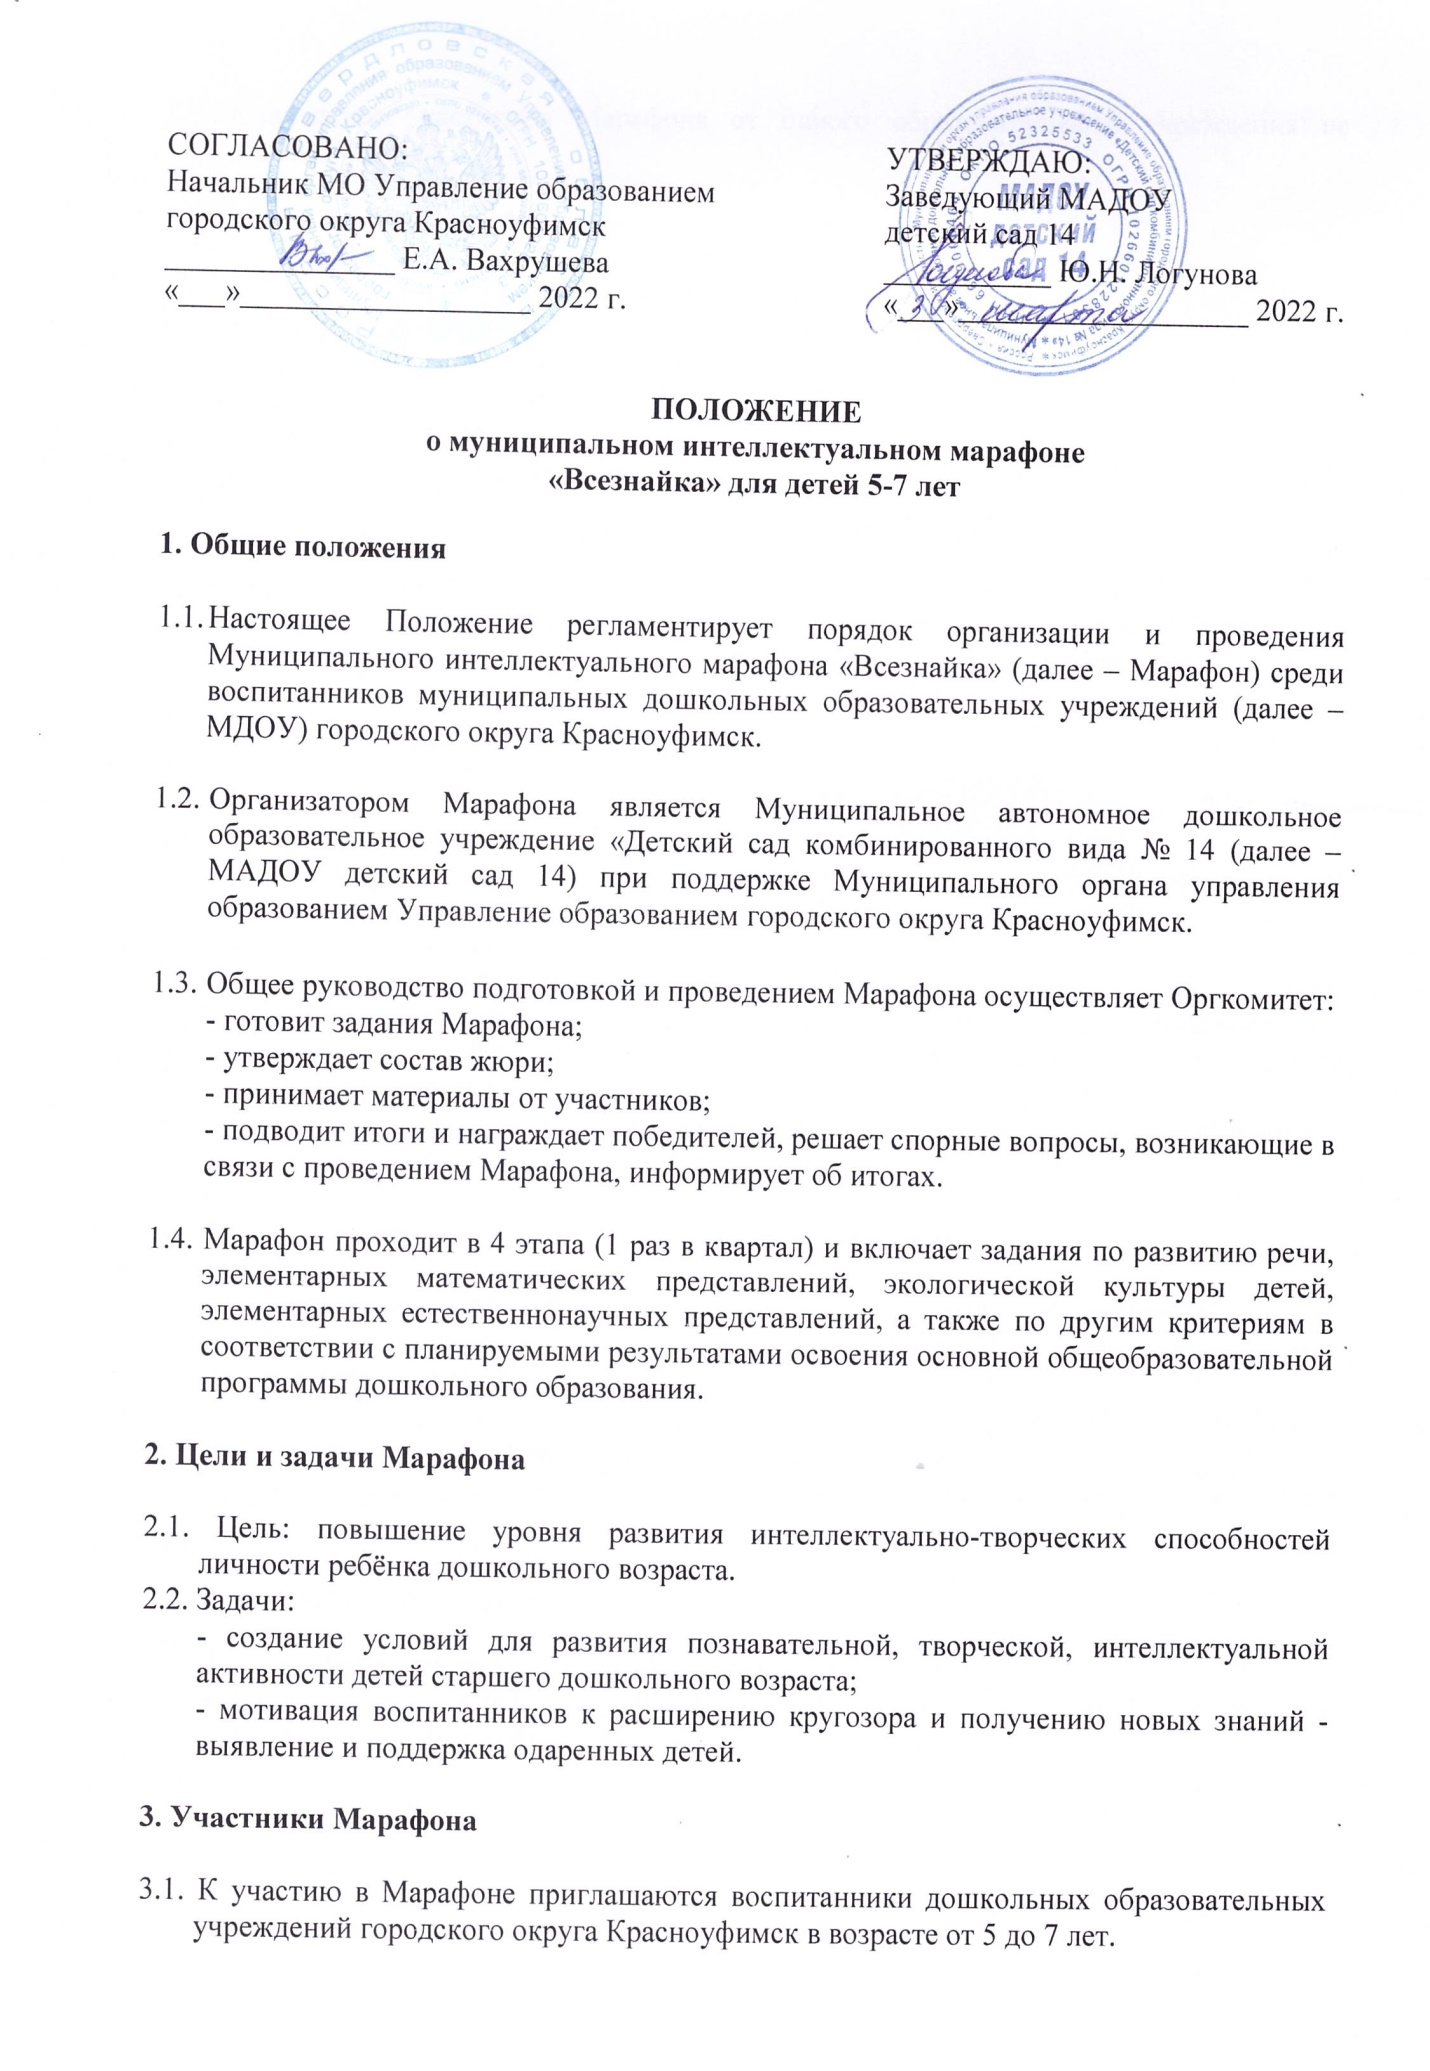 СОГЛАСОВАНО:
Начальник МО Управление образованием
городского округа Красноуфимск
_______________ Е.А. Вахрушева
«___»___________________ 2022 г.
УТВЕРЖДАЮ:
Заведующий МАДОУ
детский сад 14
___________ Ю.Н. Логунова
«30» марта 2022 г.
МАДОУ
детский
сад 14
ПОЛОЖЕНИЕ
о муниципальном интеллектуальном марафоне
«Всезнайка» для детей 5-7 лет
1. Общие положения
1.1. Настоящее Положение регламентирует порядок организации и проведения
Муниципального интеллектуального марафона «Всезнайка» (далее – Марафон) среди
воспитанников муниципальных дошкольных образовательных учреждений (далее –
МДОУ) городского округа Красноуфимск.
1.2. Организатором Марафона является Муниципальное автономное дошкольное
образовательное учреждение «Детский сад комбинированного вида № 14 (далее –
МАДОУ детский сад 14) при поддержке Муниципального органа управления
образованием Управление образованием городского округа Красноуфимск.
1.3. Общее руководство подготовкой и проведением Марафона осуществляет Оргкомитет:
- готовит задания Марафона;
- утверждает состав жюри;
- принимает материалы от участников;
- подводит итоги и награждает победителей, решает спорные вопросы, возникающие в
связи с проведением Марафона, информирует об итогах.
1.4. Марафон проходит в 4 этапа (1 раз в квартал) и включает задания по развитию речи,
элементарных математических представлений, экологической культуры детей,
элементарных естественнонаучных представлений, а также по другим критериям в
соответствии с планируемыми результатами освоения основной общеобразовательной
программы дошкольного образования.
2. Цели и задачи Марафона
2.1. Цель: повышение уровня развития интеллектуально-творческих способностей
личности ребёнка дошкольного возраста.
2.2. Задачи:
- создание условий для развития познавательной, творческой, интеллектуальной
активности детей старшего дошкольного возраста;
- мотивация воспитанников к расширению кругозора и получению новых знаний -
выявление и поддержка одаренных детей.
3. Участники Марафона
3.1. К участию в Марафоне приглашаются воспитанники дошкольных образовательных
учреждений городского округа Красноуфимск в возрасте от 5 до 7 лет.